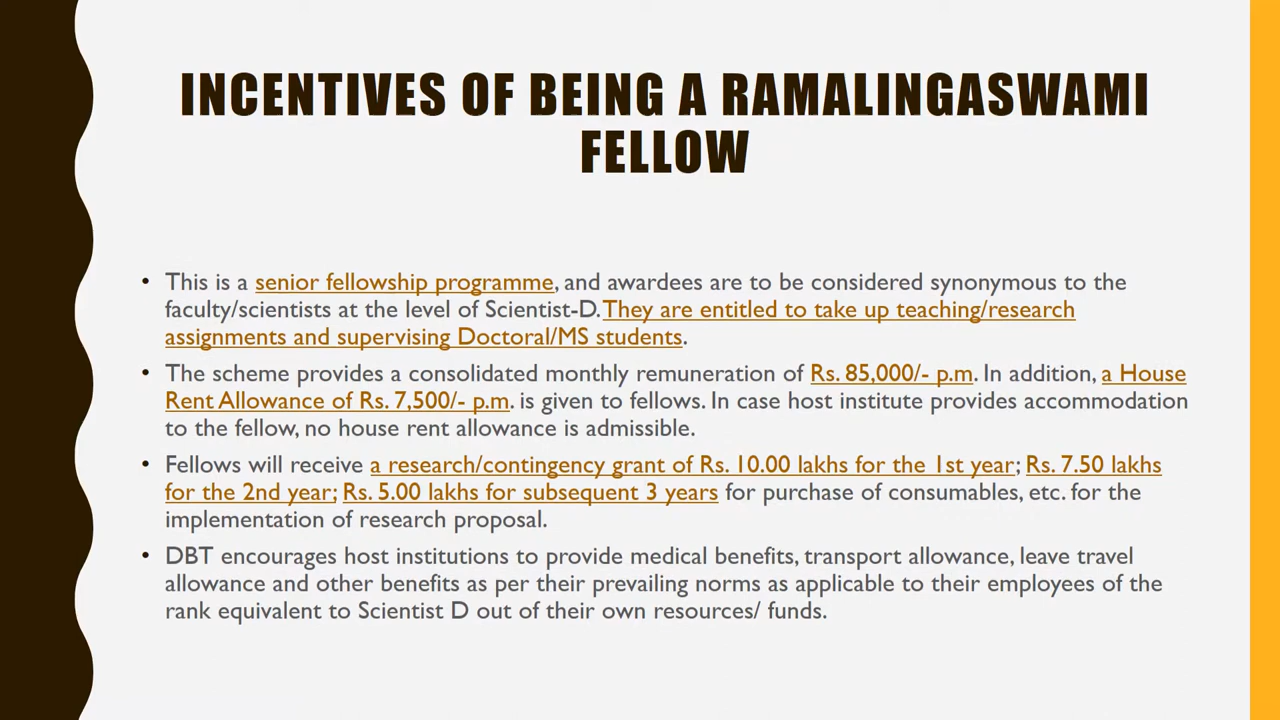 INCENTIVES OF BEING A RAMALINGASWAMI
FELLOW
• This is a senior fellowship programme, and awardees are to be considered synonymous to the
faculty/scientists at the level of Scientist-D. They are entitled to take up teaching/research
assignments and supervising Doctoral/MS students.
• The scheme provides a consolidated monthly remuneration of Rs. 85,000/- p.m. In addition, a House
Rent Allowance of Rs. 7,500/- p.m. is given to fellows. In case host institute provides accommodation
to the fellow, no house rent allowance is admissible.
• Fellows will receive a research/contingency grant of Rs. 10.00 lakhs for the 1st year; Rs. 7.50 lakhs
for the 2nd year; Rs. 5.00 lakhs for subsequent 3 years for purchase of consumables, etc. for the
implementation of research proposal.
• DBT encourages host institutions to provide medical benefits, transport allowance, leave travel
allowance and other benefits as per their prevailing norms as applicable to their employees of the
rank equivalent to Scientist D out of their own resources/ funds.